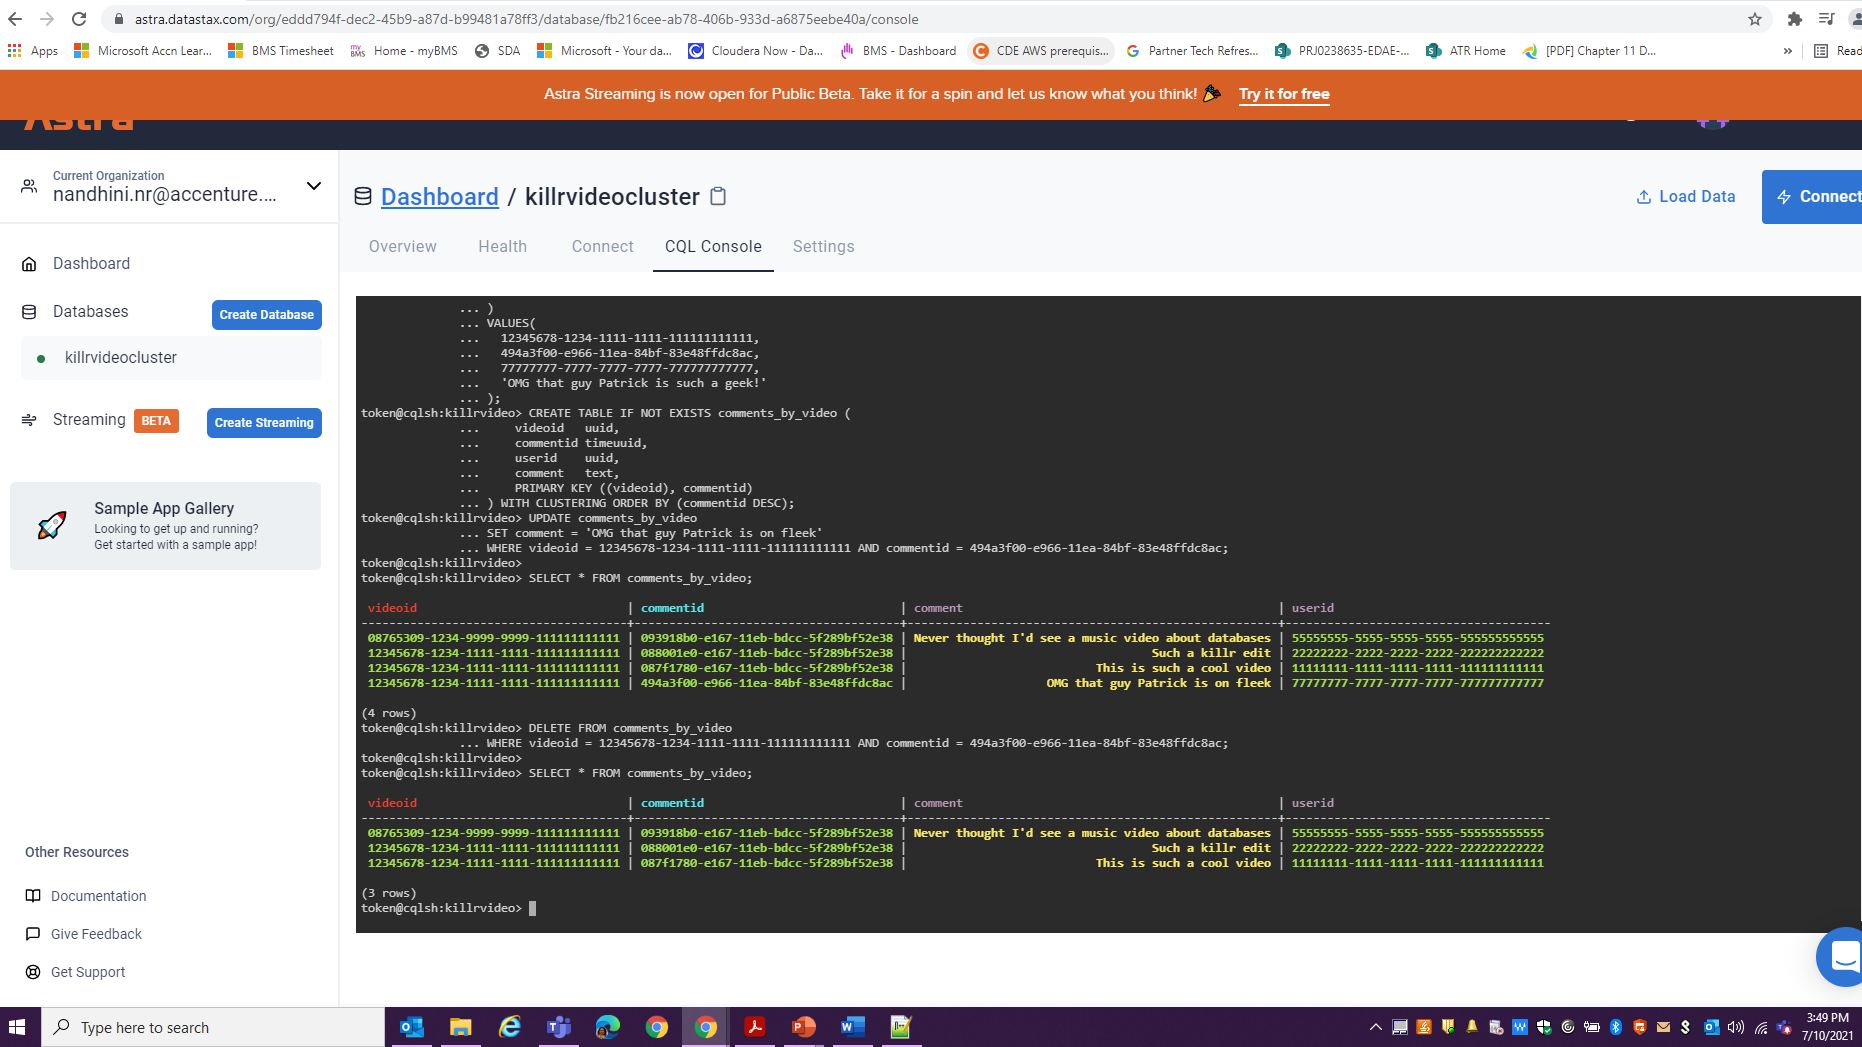 astra.datastax.com/org/eddd794f-dec2-45b9-a87d-b99481a78ff3/database/fb216cee-ab78-406b-933d-a6875eebe40a/console
Apps Microsoft Accn Lear... BMS Timesheet my BMS Home - myBMS SDA Microsoft - Your da... Cloudera Now - Da... BMS - Dashboard CDE AWS prerequis... Partner Tech Refres... PRJ0238635-EDAE-... ATR Home [PDF] Chapter 11 D... » Read
Astra Streaming is now open for Public Beta. Take it for a spin and let us know what you think! Try it for free
Astra
Current Organization
nandhini.nr@accenture....
Dashboard / killrvideocluster
Load Data
Connect
Overview Health Connect CQL Console Settings
Dashboard
Databases Create Database
killrvideocluster
Streaming BETA Create Streaming
Sample App Gallery
Looking to get up and running?
Get started with a sample app!
Other Resources
Documentation
Give Feedback
Get Support
... )
... VALUES(
... 12345678-1234-1111-1111-111111111111,
... 494a3f00-e966-11ea-84bf-83e48ffdc8ac,
... 77777777-7777-7777-7777-777777777777,
... 'OMG that guy Patrick is such a geek!'
... );
token@cqlsh:killrvideo> CREATE TABLE IF NOT EXISTS comments_by_video (
... videoid uuid,
... commentid timeuuid,
... userid uuid,
... comment text,
... PRIMARY KEY ((videoid), commentid)
... ) WITH CLUSTERING ORDER BY (commentid DESC);
token@cqlsh:killrvideo> UPDATE comments_by_video
... SET comment = 'OMG that guy Patrick is on fleek'
... WHERE videoid = 12345678-1234-1111-1111-111111111111 AND commentid = 494a3f00-e966-11ea-84bf-83e48ffdc8ac;
token@cqlsh:killrvideo>
token@cqlsh:killrvideo> SELECT * FROM comments_by_video;
videoid | commentid | comment | userid
08765309-1234-9999-9999-111111111111 | 093918b0-e167-11eb-bdcc-5f289bf52e38 | Never thought I'd see a music video about databases | 55555555-5555-5555-5555-555555555555
12345678-1234-1111-1111-111111111111 | 088001e0-e167-11eb-bdcc-5f289bf52e38 | Such a killr edit | 22222222-2222-2222-2222-222222222222
12345678-1234-1111-1111-111111111111 | 087f1780-e167-11eb-bdcc-5f289bf52e38 | This is such a cool video | 11111111-1111-1111-1111-111111111111
12345678-1234-1111-1111-111111111111 | 494a3f00-e966-11ea-84bf-83e48ffdc8ac | OMG that guy Patrick is on fleek | 77777777-7777-7777-7777-777777777777
(4 rows)
token@cqlsh:killrvideo> DELETE FROM comments_by_video
... WHERE videoid = 12345678-1234-1111-1111-111111111111 AND commentid = 494a3f00-e966-11ea-84bf-83e48ffdc8ac;
token@cqlsh:killrvideo>
token@cqlsh:killrvideo> SELECT * FROM comments_by_video;
videoid | commentid | comment | userid
08765309-1234-9999-9999-111111111111 | 093918b0-e167-11eb-bdcc-5f289bf52e38 | Never thought I'd see a music video about databases | 55555555-5555-5555-5555-555555555555
12345678-1234-1111-1111-111111111111 | 088001e0-e167-11eb-bdcc-5f289bf52e38 | Such a killr edit | 22222222-2222-2222-2222-222222222222
12345678-1234-1111-1111-111111111111 | 087f1780-e167-11eb-bdcc-5f289bf52e38 | This is such a cool video | 11111111-1111-1111-1111-111111111111
(3 rows)
token@cqlsh:killrvideo>
Type here to search
3:49 PM
7/10/2021